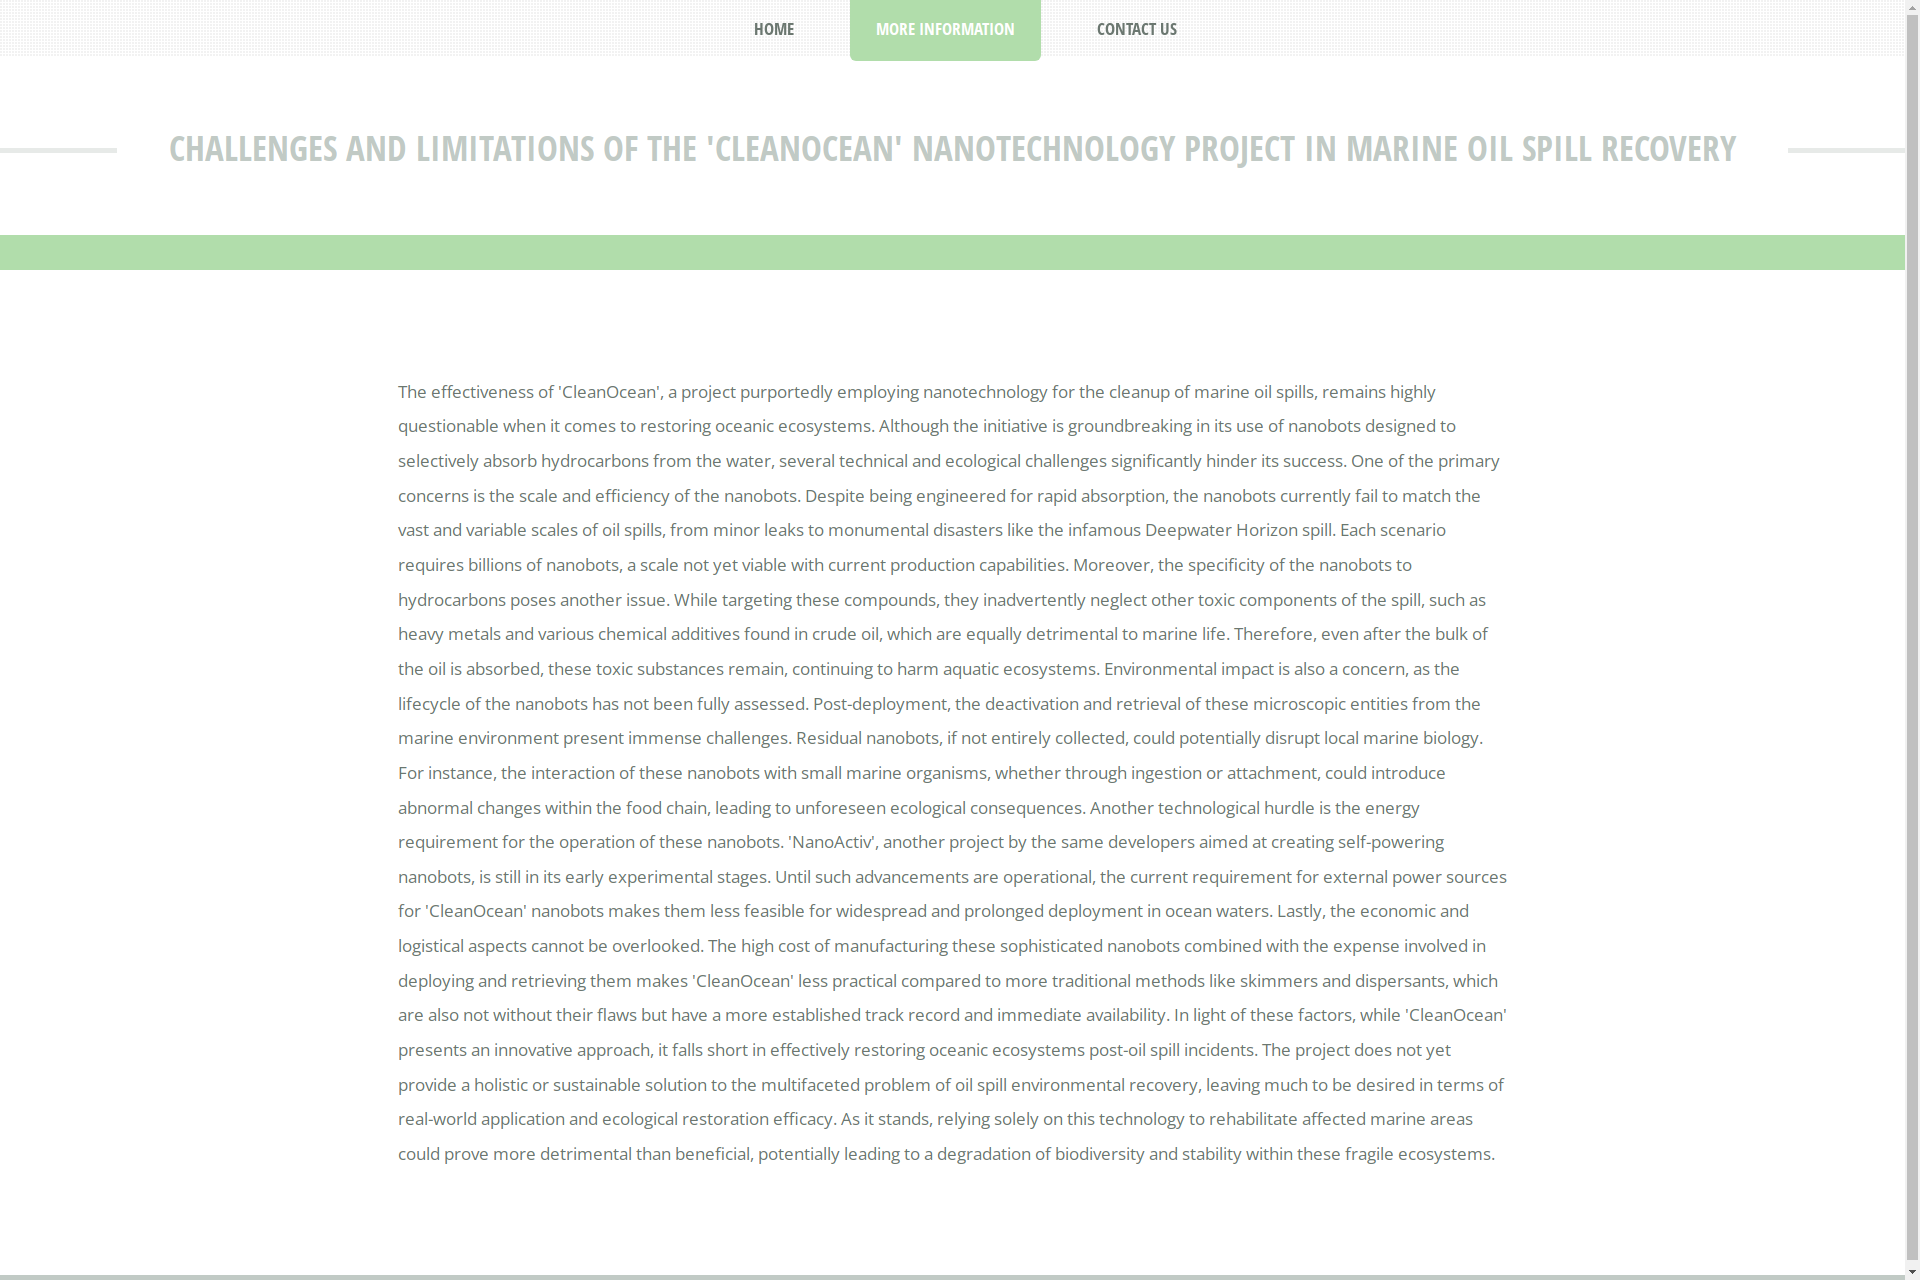 HOME
MORE INFORMATION
CONTACT US
CHALLENGES AND LIMITATIONS OF THE 'CLEANOCEAN' NANOTECHNOLOGY PROJECT IN MARINE OIL SPILL RECOVERY
The effectiveness of 'CleanOcean', a project purportedly employing nanotechnology for the cleanup of marine oil spills, remains highly
questionable when it comes to restoring oceanic ecosystems. Although the initiative is groundbreaking in its use of nanobots designed to
selectively absorb hydrocarbons from the water, several technical and ecological challenges significantly hinder its success. One of the primary
concerns is the scale and efficiency of the nanobots. Despite being engineered for rapid absorption, the nanobots currently fail to match the
vast and variable scales of oil spills, from minor leaks to monumental disasters like the infamous Deepwater Horizon spill. Each scenario
requires billions of nanobots, a scale not yet viable with current production capabilities. Moreover, the specificity of the nanobots to
hydrocarbons poses another issue. While targeting these compounds, they inadvertently neglect other toxic components of the spill, such as
heavy metals and various chemical additives found in crude oil, which are equally detrimental to marine life. Therefore, even after the bulk of
the oil is absorbed, these toxic substances remain, continuing to harm aquatic ecosystems. Environmental impact is also a concern, as the
lifecycle of the nanobots has not been fully assessed. Post-deployment, the deactivation and retrieval of these microscopic entities from the
marine environment present immense challenges. Residual nanobots, if not entirely collected, could potentially disrupt local marine biology.
For instance, the interaction of these nanobots with small marine organisms, whether through ingestion or attachment, could introduce
abnormal changes within the food chain, leading to unforeseen ecological consequences. Another technological hurdle is the energy
requirement for the operation of these nanobots. 'NanoActiv', another project by the same developers aimed at creating self-powering
nanobots, is still in its early experimental stages. Until such advancements are operational, the current requirement for external power sources
for 'CleanOcean' nanobots makes them less feasible for widespread and prolonged deployment in ocean waters. Lastly, the economic and
logistical aspects cannot be overlooked. The high cost of manufacturing these sophisticated nanobots combined with the expense involved in
deploying and retrieving them makes 'CleanOcean' less practical compared to more traditional methods like skimmers and dispersants, which
are also not without their flaws but have a more established track record and immediate availability. In light of these factors, while 'CleanOcean'
presents an innovative approach, it falls short in effectively restoring oceanic ecosystems post-oil spill incidents. The project does not yet
provide a holistic or sustainable solution to the multifaceted problem of oil spill environmental recovery, leaving much to be desired in terms of
real-world application and ecological restoration efficacy. As it stands, relying solely on this technology to rehabilitate affected marine areas
could prove more detrimental than beneficial, potentially leading to a degradation of biodiversity and stability within these fragile ecosystems.